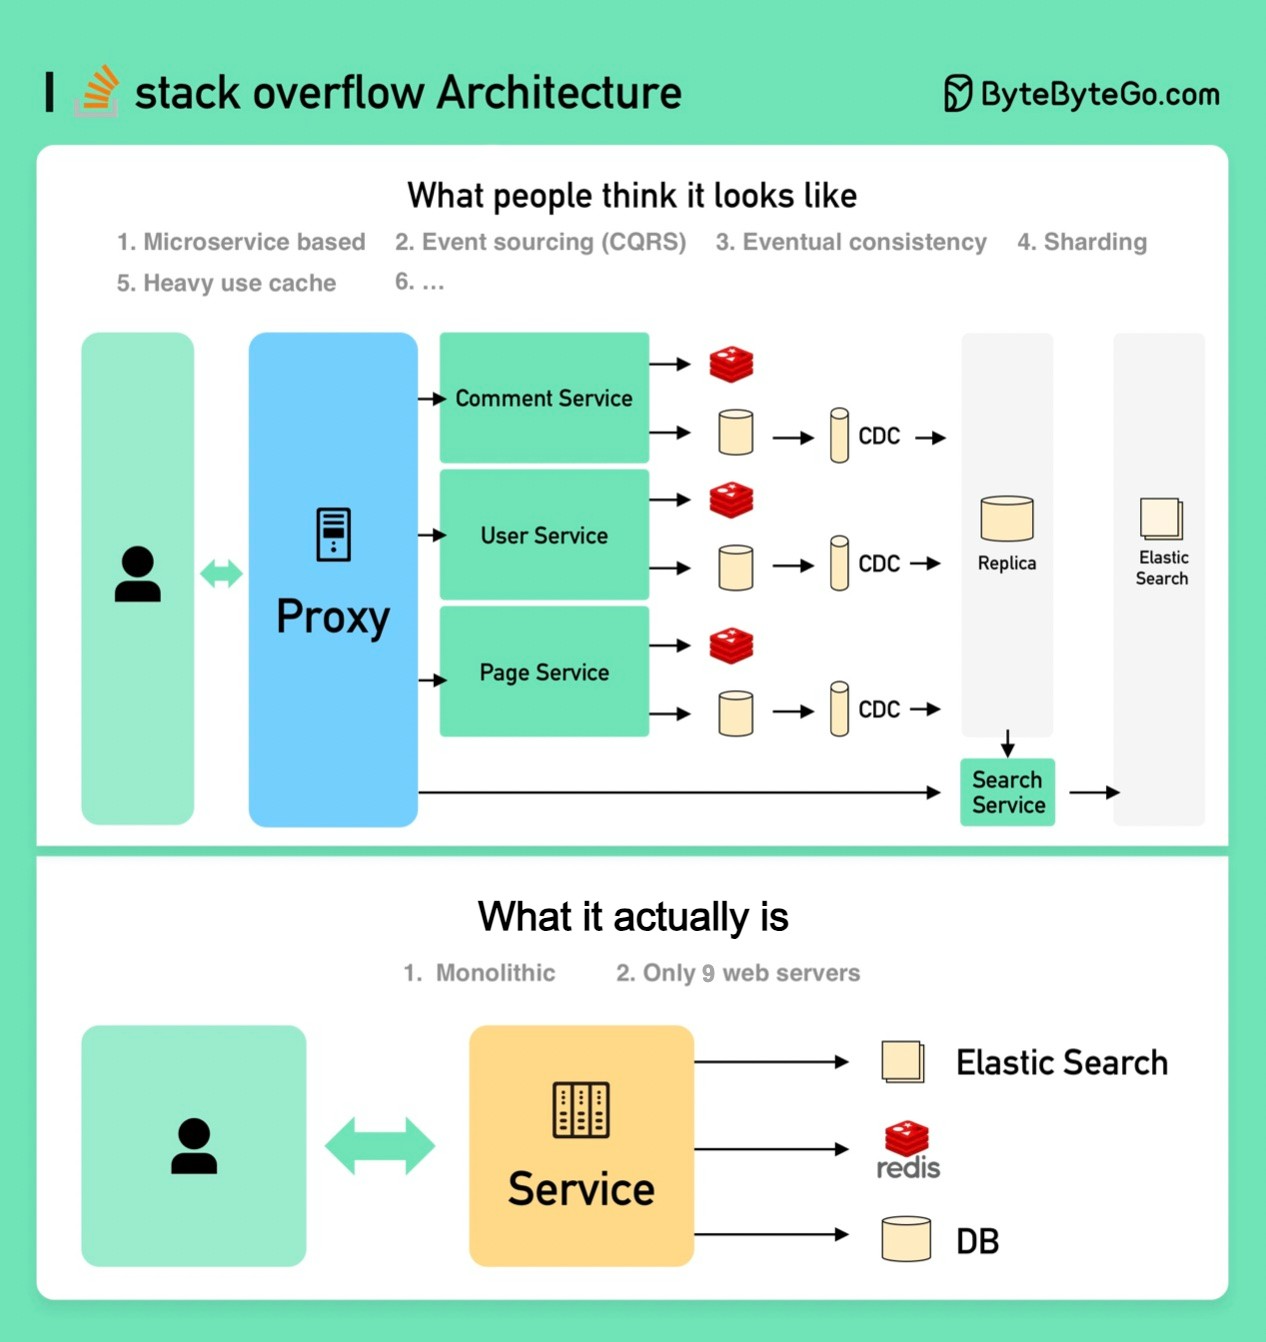 stack overflow Architecture
ByteByteGo.com
What people think it looks like
1. Microservice based 2. Event sourcing (CQRS) 3. Eventual consistency 4. Sharding
5. Heavy use cache 6. ...
Proxy
Comment Service
CDC
User Service
CDC
Page Service
CDC
Replica
Elastic
Search
Search
Service
What it actually is
1. Monolithic 2. Only 9 web servers
Service
Elastic Search
redis
DB